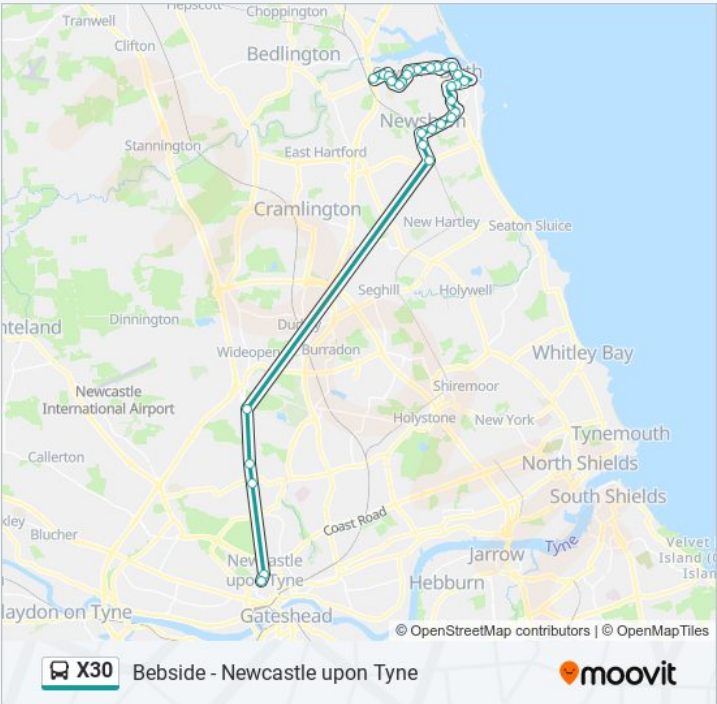 Hepscott
Choppington
Tranwell
Clifton
Bedlington
Newsham
Stannington
East Hartford
Cramlington
New Hartley
Seaton Sluice
Seghill
Holywell
Dinnington
Dudley
nteland
Wideopen
Burradon
Whitley Bay
Newcastle
International Airport
Shiremoor
Holystone
New York
Tynemouth
Callerton
North Shields
South Shields
Coast Road
kley
Blucher
Tyne
Velvet
Jarrow
Island (
Newcastle
upon Tyne
Hebburn
Islan
laydon on Tyne
Gateshead
© OpenStreetMap contributors | © OpenMapTiles
X30
Bebside - Newcastle upon Tyne
moovit